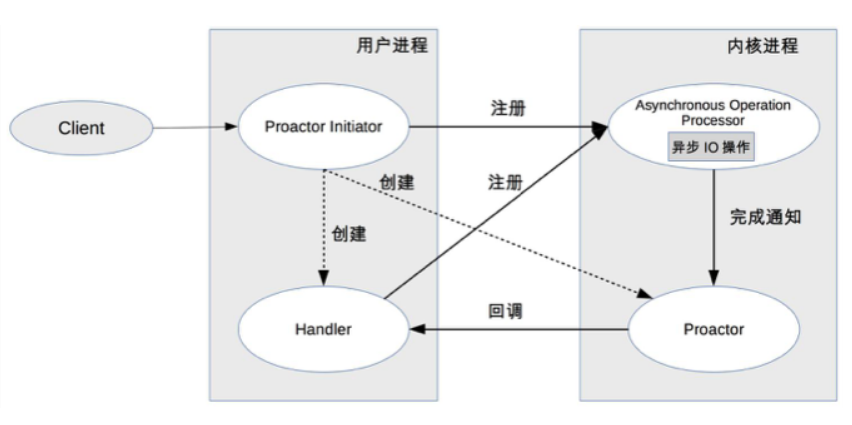 用户进程
内核进程
Client
Proactor Initiator
注册
Asynchronous Operation
Processor
异步 IO 操作
创建
注册
创建
完成通知
Handler
回调
Proactor